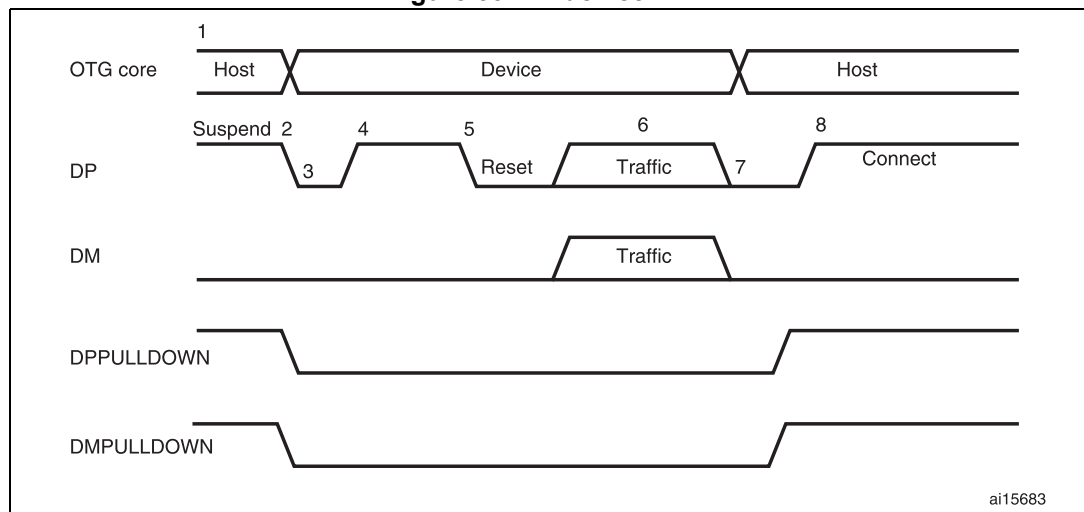 1
OTG core Host Device Host
Suspend 2 4 5 6 8
DP 3 Reset Traffic 7 Connect
DM Traffic
DPPULLDOWN
DMPULLDOWN
ai15683